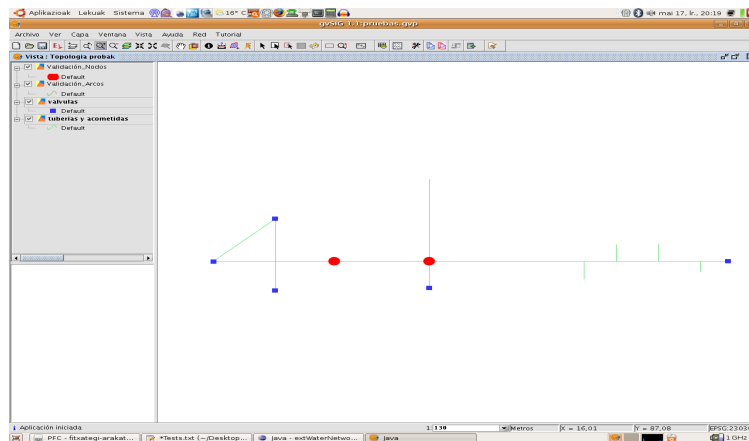 Aplikazioak Lekuak Sistema 16° C mai 17, lr., 20:19
gvSIG 1.1:pruebas.gvp
Archivo Ver Capa Ventana Vista Ayuda Red Tutorial
Vista : Topologia probak
Validación_Nodos
Default
Validación_Arcos
Default
valvulas
Default
tuberias y acometidas
Default
Aplicación iniciada. 1: 130 Metros X = 16,01 Y = 87,08 EPSG:2303
PFC - fitxategi-arakat... *Tests.txt (~/Desktop... Java - extWaterNetwo... Java 1 GHz